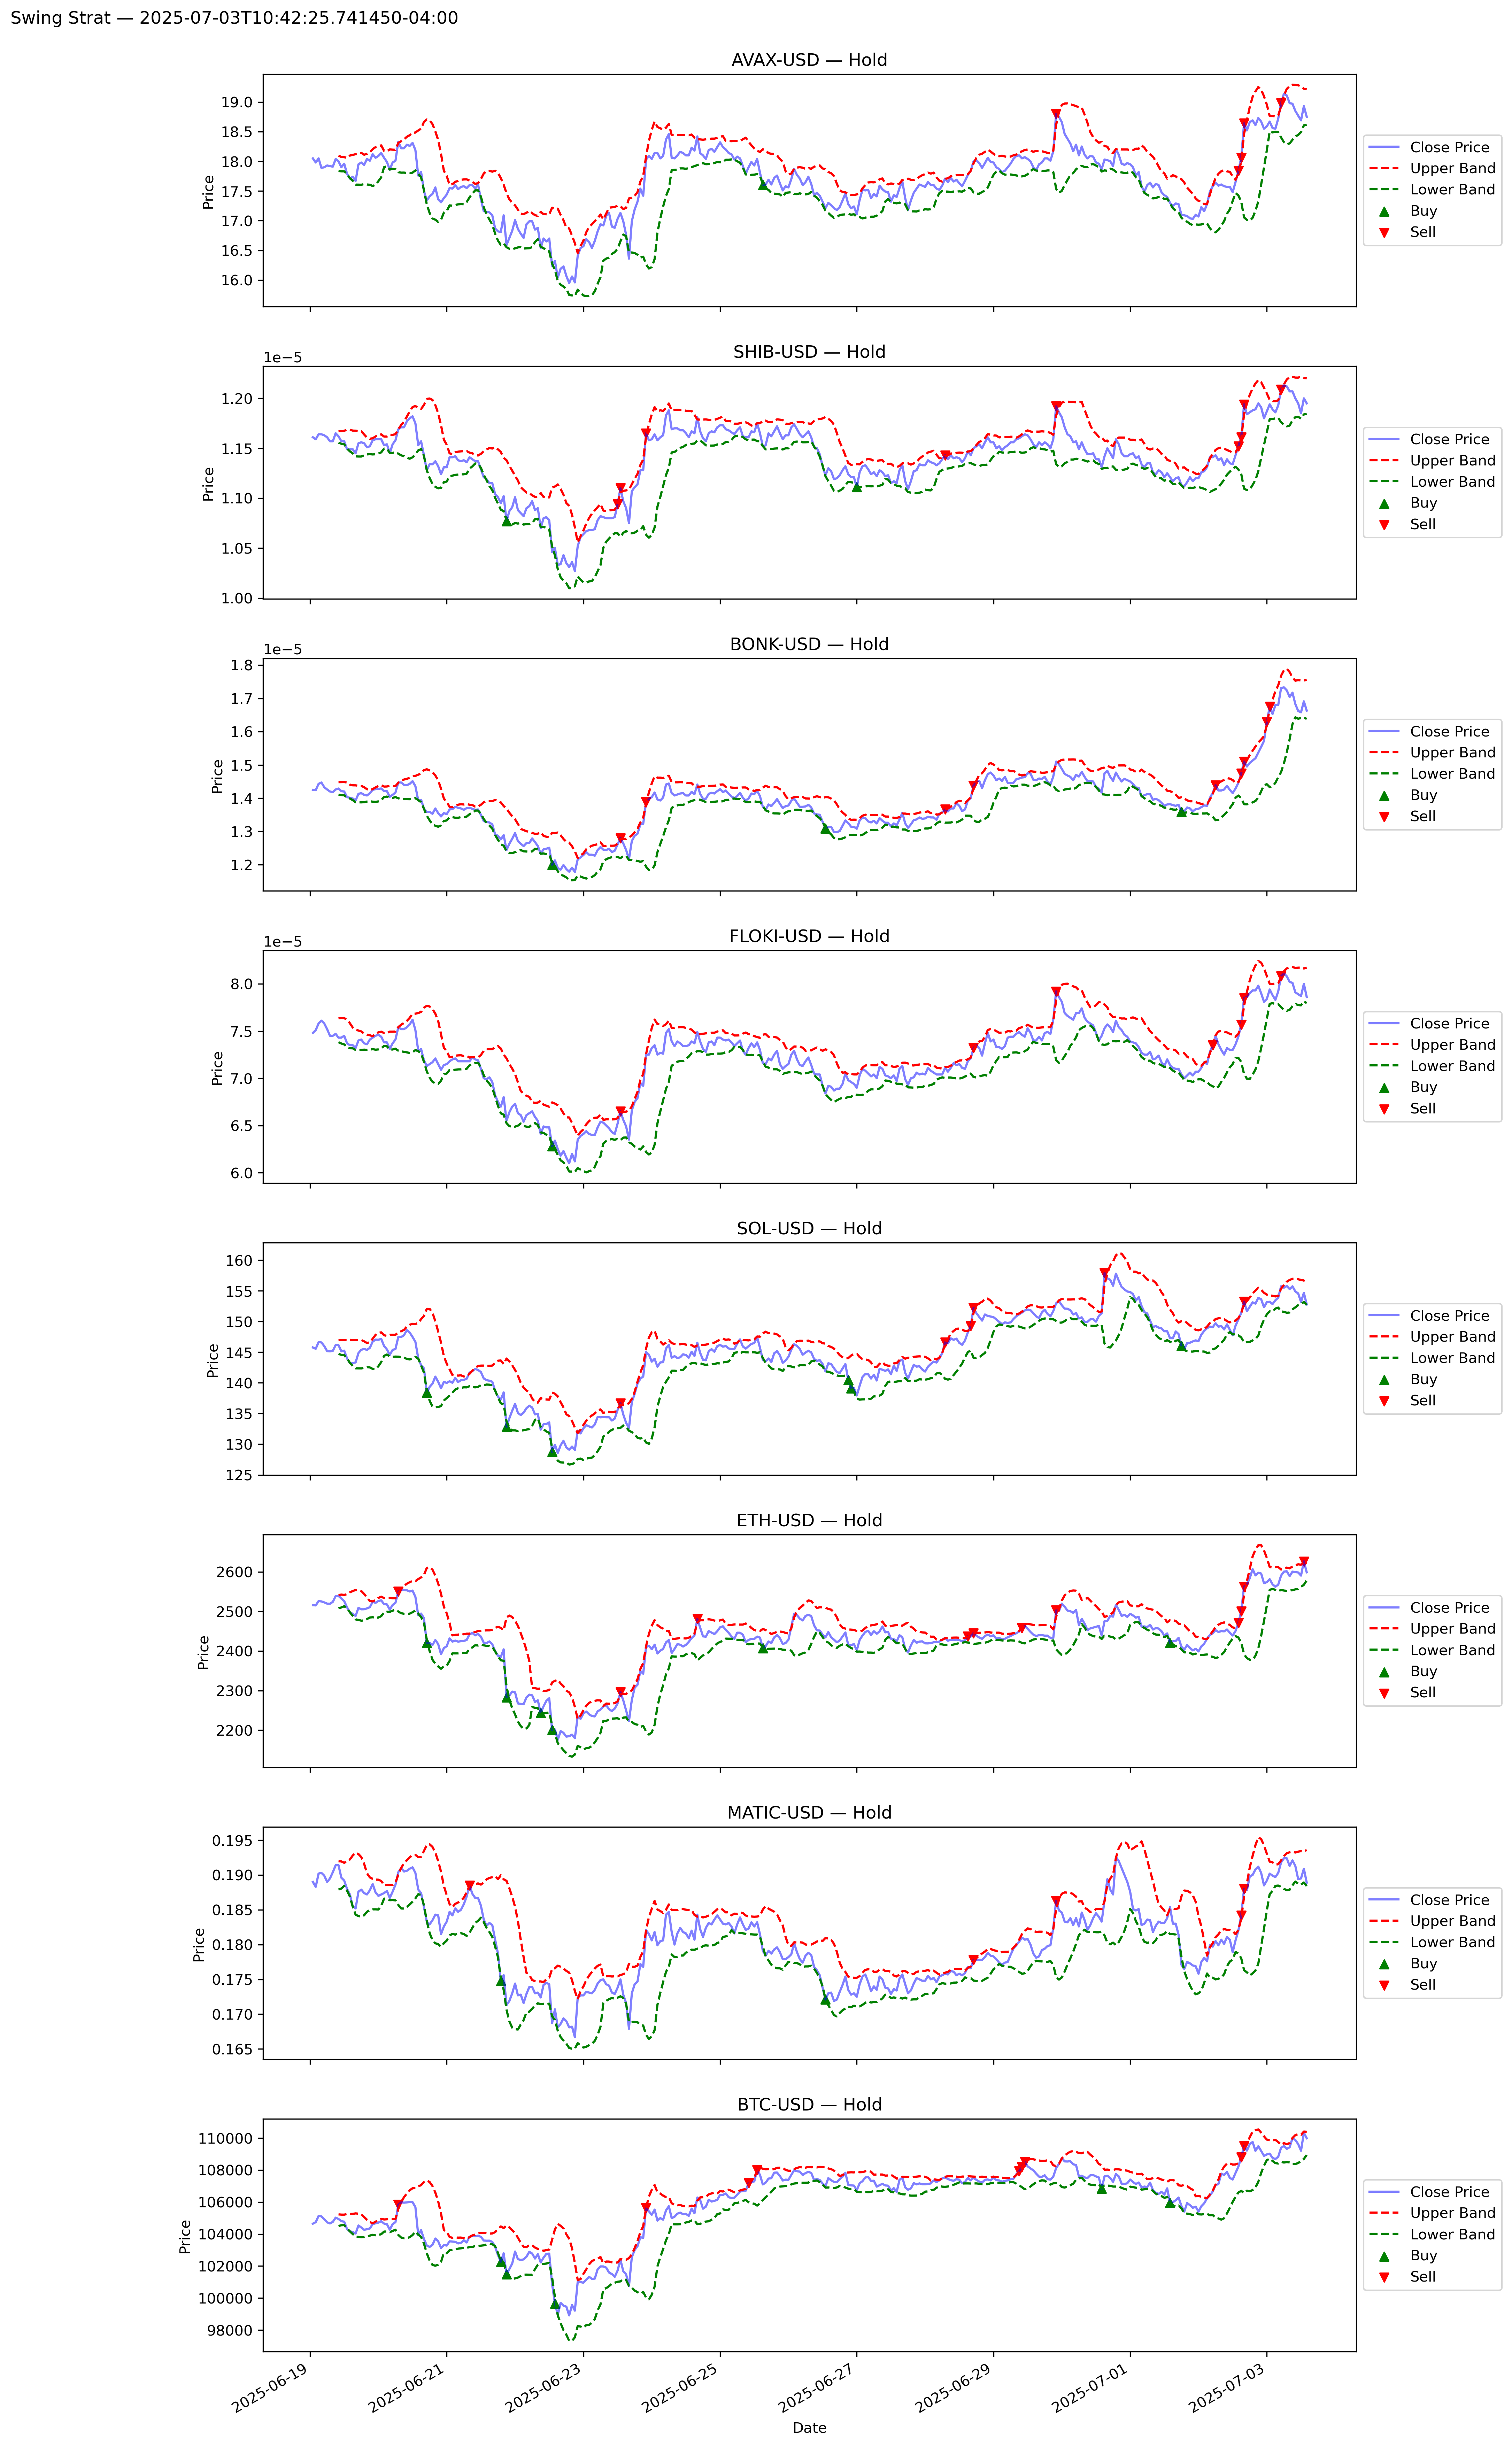 Swing Strat — 2025-07-03T10:42:25.741450-04:00
AVAX-USD — Hold
Price
19.0
18.5
18.0
17.5
17.0
16.5
16.0
Close Price
Upper Band
Lower Band
Buy
Sell
SHIB-USD — Hold
1e−5
Price
1.20
1.15
1.10
1.05
1.00
Close Price
Upper Band
Lower Band
Buy
Sell
BONK-USD — Hold
1e−5
Price
1.8
1.7
1.6
1.5
1.4
1.3
1.2
Close Price
Upper Band
Lower Band
Buy
Sell
FLOKI-USD — Hold
1e−5
Price
8.0
7.5
7.0
6.5
6.0
Close Price
Upper Band
Lower Band
Buy
Sell
SOL-USD — Hold
Price
160
155
150
145
140
135
130
125
Close Price
Upper Band
Lower Band
Buy
Sell
ETH-USD — Hold
Price
2600
2500
2400
2300
2200
Close Price
Upper Band
Lower Band
Buy
Sell
MATIC-USD — Hold
Price
0.195
0.190
0.185
0.180
0.175
0.170
0.165
Close Price
Upper Band
Lower Band
Buy
Sell
BTC-USD — Hold
Price
110000
108000
106000
104000
102000
100000
98000
Close Price
Upper Band
Lower Band
Buy
Sell
2025-06-19
2025-06-21
2025-06-23
2025-06-25
2025-06-27
2025-06-29
2025-07-01
2025-07-03
Date